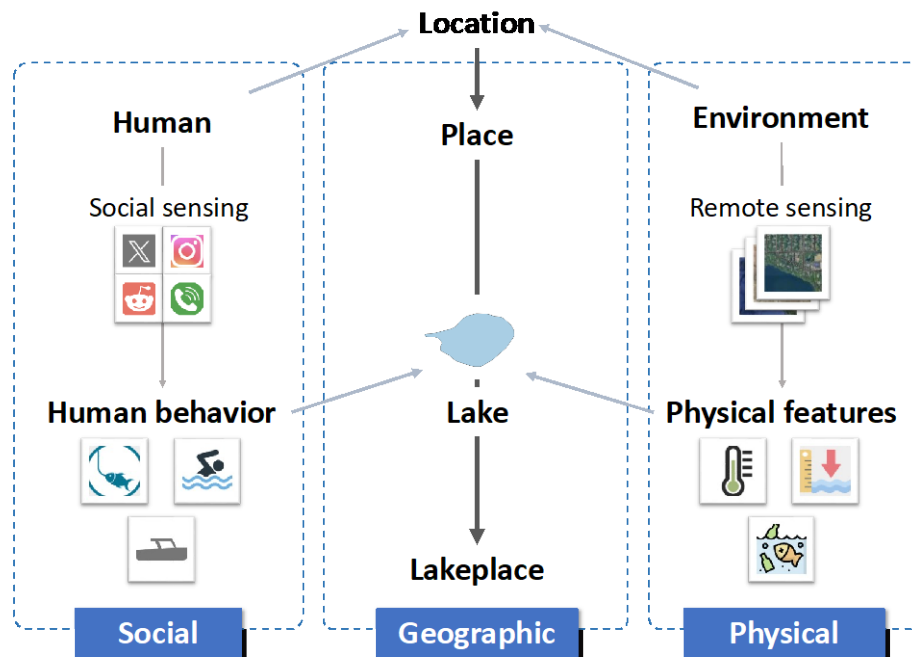 Location
Human
Place
Environment
Social sensing
Remote sensing
Human behavior
Lake
Physical features
Lakeplace
Social
Geographic
Physical